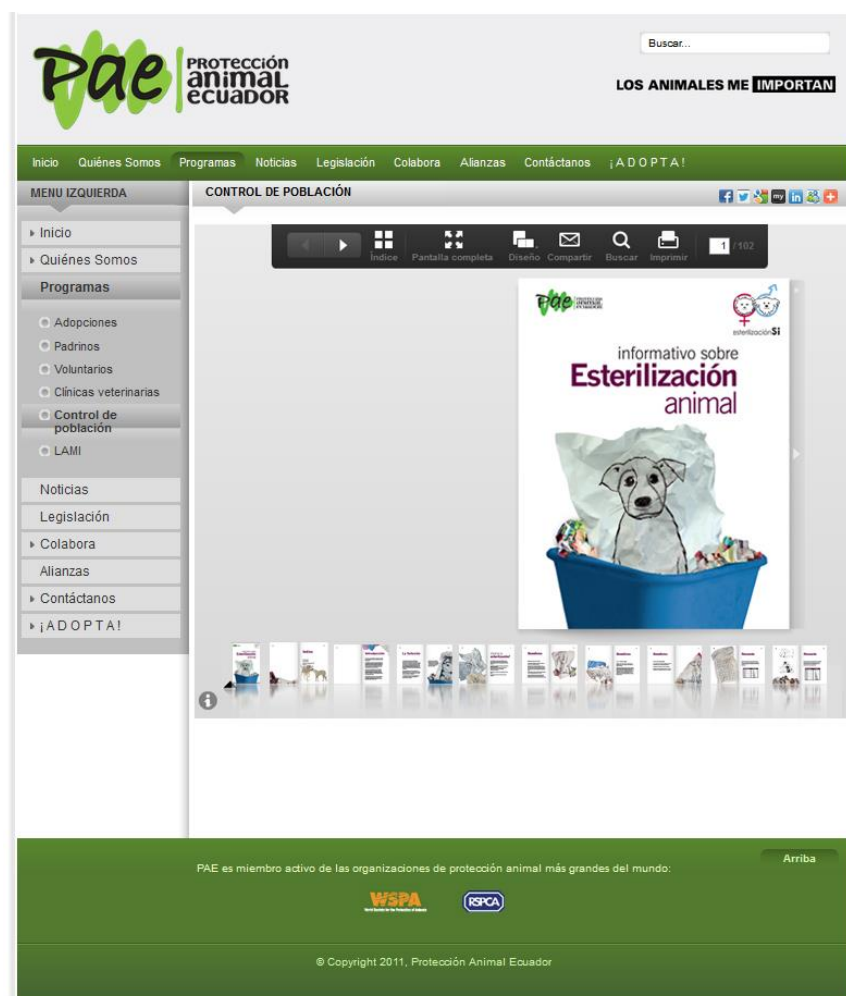 Pae PROTECCIÓN
ANIMAL
ECUADOR
Buscar...
LOS ANIMALES ME IMPORTAN
Inicio Quiénes Somos Programas Noticias Legislación Colabora Alianzas Contáctanos ¡ A D O P T A !
MENU IZQUIERDA
CONTROL DE POBLACIÓN
Inicio
Quiénes Somos
Programas
Adopciones
Padrinos
Voluntarios
Clínicas veterinarias
Control de
población
LAMI
Noticias
Legislación
Colabora
Alianzas
Contáctanos
¡ A D O P T A !
Índice Pantalla completa Diseño Compartir Buscar Imprimir 1 / 102
Pae
esterilizaciónSí
informativo sobre
Esterilización
animal
Arriba
PAE es miembro activo de las organizaciones de protección animal más grandes del mundo:
WSPA RSPCA
© Copyright 2011, Protección Animal Ecuador